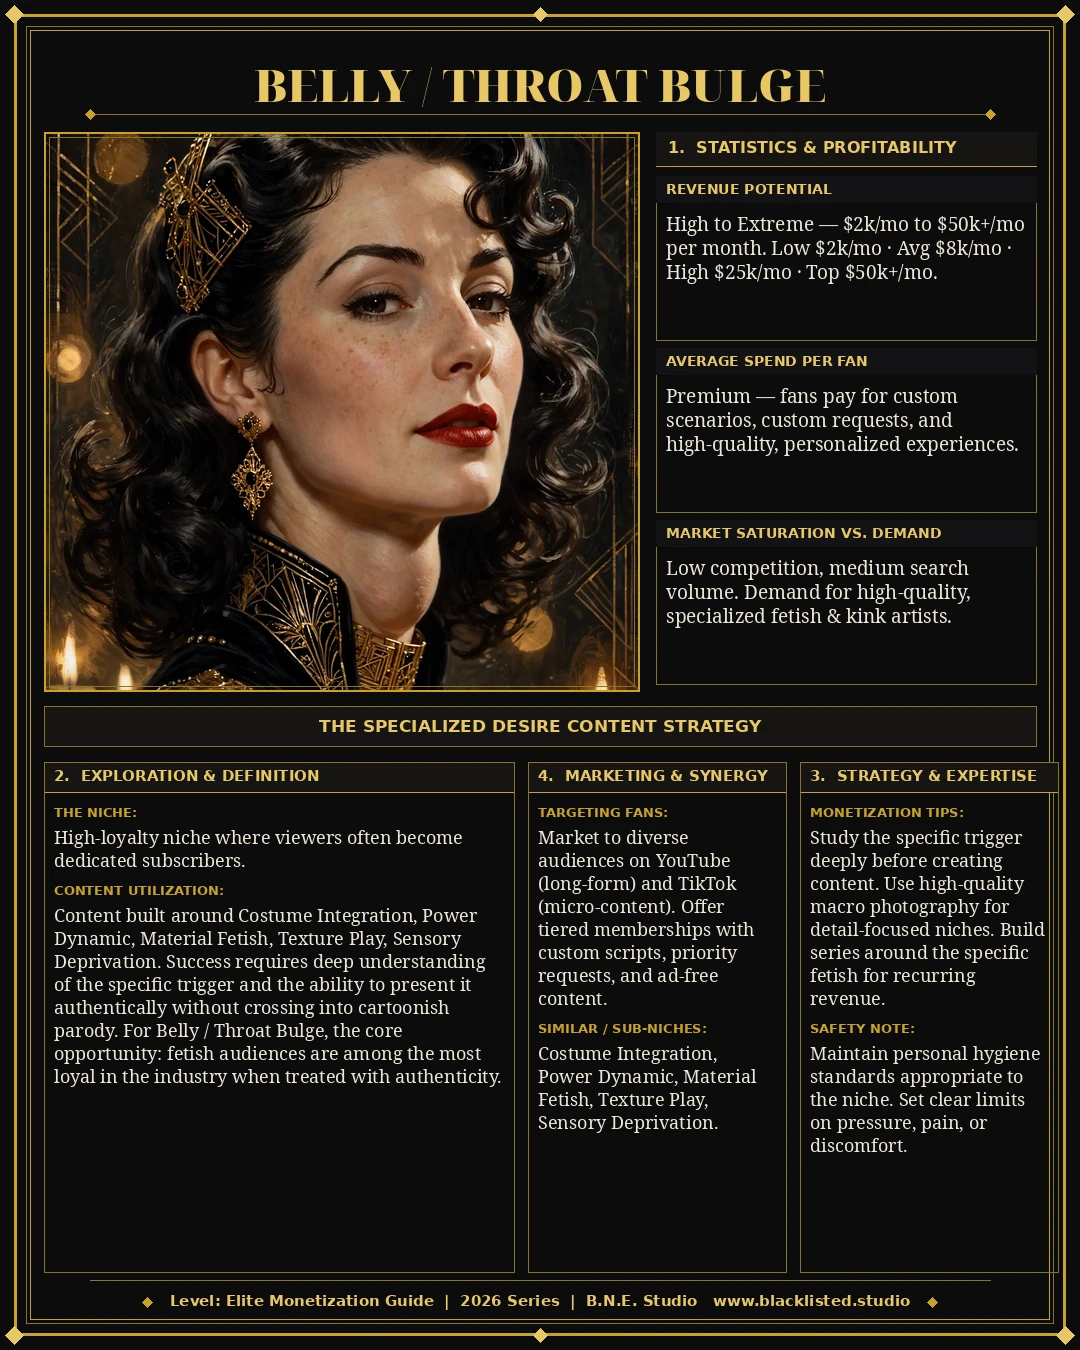 BELLY / THROAT BULGE
1. STATISTICS & PROFITABILITY
REVENUE POTENTIAL
High to Extreme — $2k/mo to $50k+/mo
per month. Low $2k/mo · Avg $8k/mo ·
High $25k/mo · Top $50k+/mo.
AVERAGE SPEND PER FAN
Premium — fans pay for custom
scenarios, custom requests, and
high-quality, personalized experiences.
MARKET SATURATION VS. DEMAND
Low competition, medium search
volume. Demand for high-quality,
specialized fetish & kink artists.
THE SPECIALIZED DESIRE CONTENT STRATEGY
2. EXPLORATION & DEFINITION
THE NICHE:
High-loyalty niche where viewers often become
dedicated subscribers.
CONTENT UTILIZATION:
Content built around Costume Integration, Power
Dynamic, Material Fetish, Texture Play, Sensory
Deprivation. Success requires deep understanding
of the specific trigger and the ability to present it
authentically without crossing into cartoonish
parody. For Belly / Throat Bulge, the core
opportunity: fetish audiences are among the most
loyal in the industry when treated with authenticity.
4. MARKETING & SYNERGY
TARGETING FANS:
Market to diverse
audiences on YouTube
(long-form) and TikTok
(micro-content). Offer
tiered memberships with
custom scripts, priority
requests, and ad-free
content.
SIMILAR / SUB-NICHES:
Costume Integration,
Power Dynamic, Material
Fetish, Texture Play,
Sensory Deprivation.
3. STRATEGY & EXPERTISE
MONETIZATION TIPS:
Study the specific trigger
deeply before creating
content. Use high-quality
macro photography for
detail-focused niches. Build
series around the specific
fetish for recurring
revenue.
SAFETY NOTE:
Maintain personal hygiene
standards appropriate to
the niche. Set clear limits
on pressure, pain, or
discomfort.
Level: Elite Monetization Guide | 2026 Series | B.N.E. Studio www.blacklisted.studio